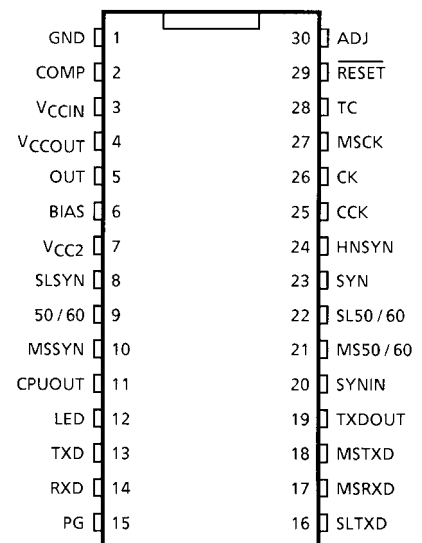 GND 1 30 ADJ
COMP 2 29 RESET
VCCIN 3 28 TC
VCCOUT 4 27 MSCK
OUT 5 26 CK
BIAS 6 25 CCK
VCC2 7 24 HNSYN
SLSYN 8 23 SYN
50/60 9 22 SL50/60
MSSYN 10 21 MS50/60
CPUOUT 11 20 SYNIN
LED 12 19 TXDOUT
TXD 13 18 MSTXD
RXD 14 17 MSRXD
PG 15 16 SLTXD